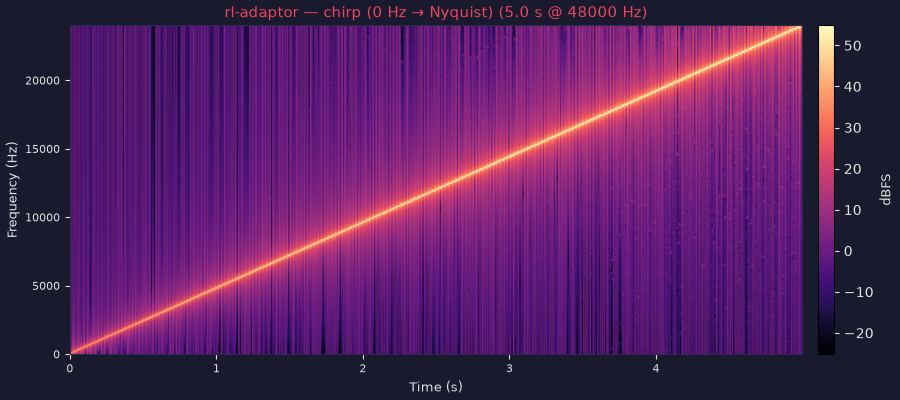 rl-adaptor — chirp (0 Hz → Nyquist) (5.0 s @ 48000 Hz)
Frequency (Hz)
20000
15000
10000
5000
0
0 1 2 3 4
Time (s)
50
40
30
20
10
0
−10
−20
dBFS